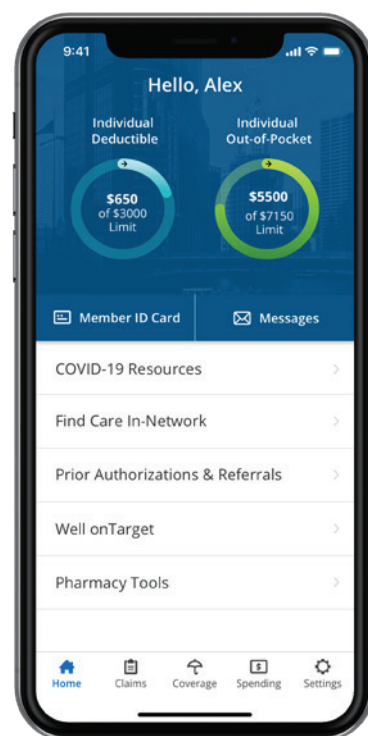 9:41
Hello, Alex
Individual
Deductible
$650
of $3000
Limit
Individual
Out-of-Pocket
$5500
of $7150
Limit
Member ID Card
Messages
COVID-19 Resources
Find Care In-Network
Prior Authorizations & Referrals
Well onTarget
Pharmacy Tools
Home
Claims
Coverage
Spending
Settings